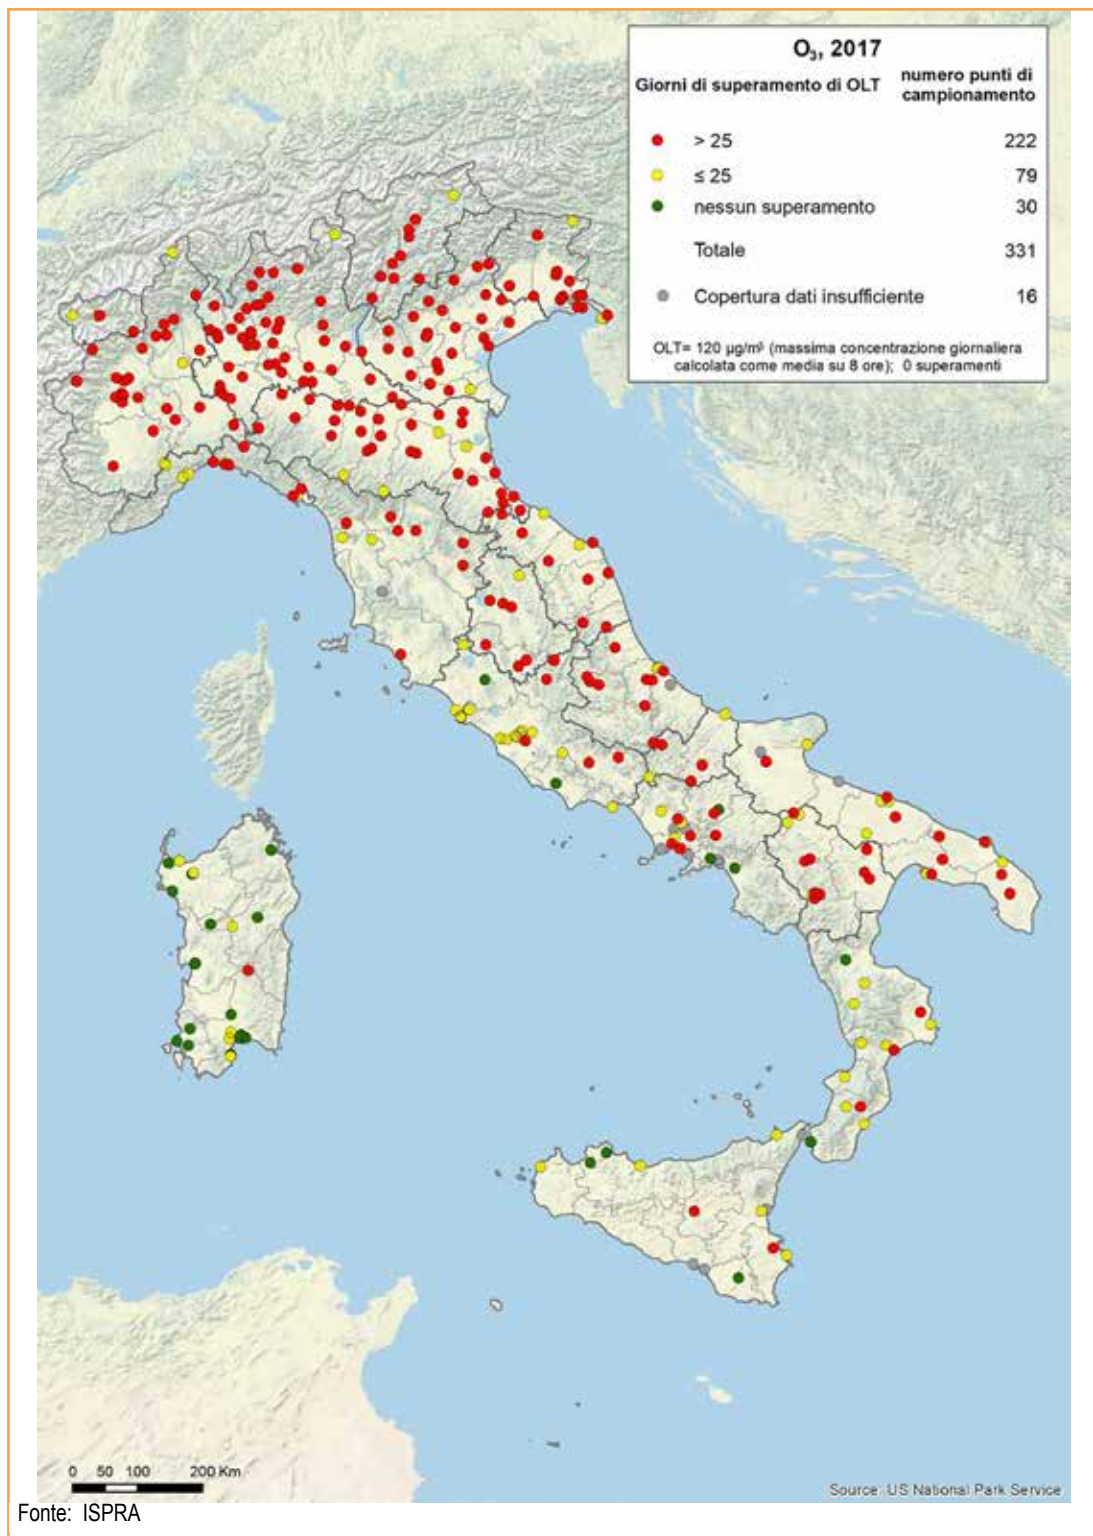 O3, 2017
Giorni di superamento di OLT numero punti di campionamento
> 25 222
≤ 25 79
nessun superamento 30
Totale 331
Copertura dati insufficiente 16
OLT= 120 µg/m³ (massima concentrazione giornaliera
calcolata come media su 8 ore); 0 superamenti
0 50 100 200 Km
Source: US National Park Service
Fonte: ISPRA